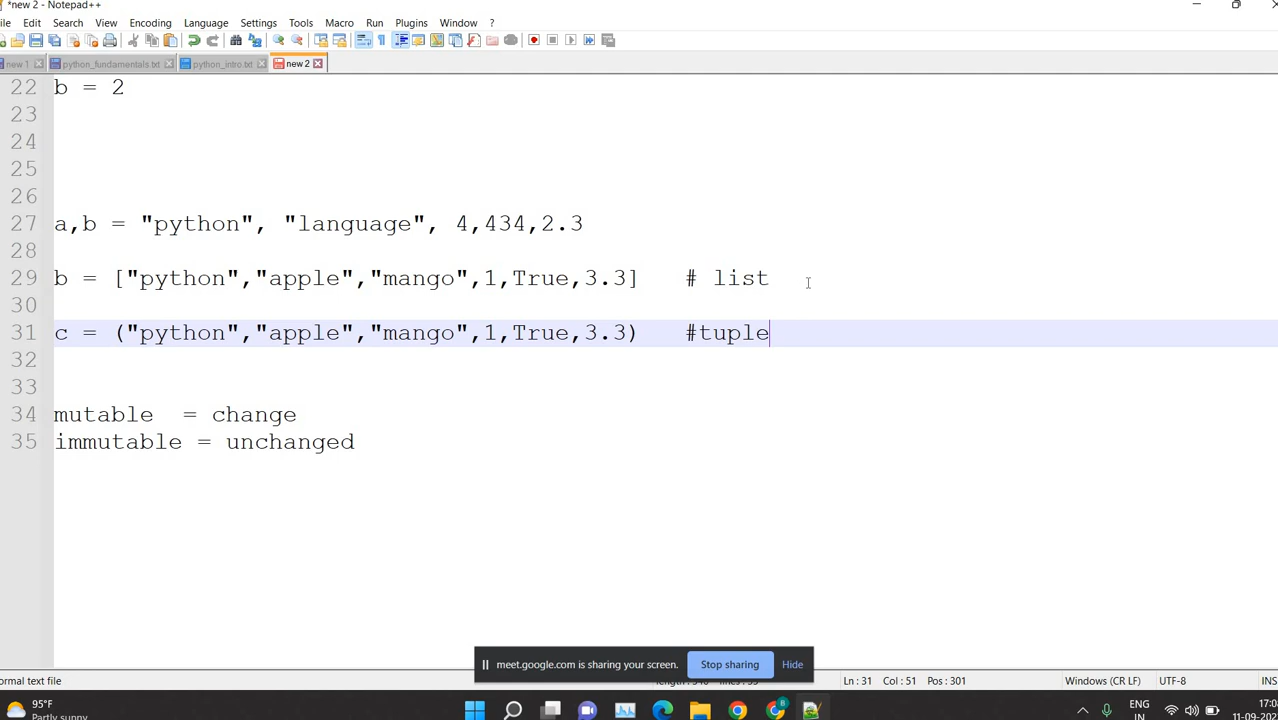 *new 2 - Notepad++
ile Edit Search View Encoding Language Settings Tools Macro Run Plugins Window ?
new 1 python_fundamentals.txt python_intro.txt new 2
22 b = 2
23
24
25
26
27 a,b = "python", "language", 4,434,2.3
28
29 b = ["python","apple","mango",1,True,3.3] # list
30
31 c = ("python","apple","mango",1,True,3.3) #tuple
32
33
34 mutable = change
35 immutable = unchanged
meet.google.com is sharing your screen. Stop sharing Hide
ormal text file Ln : 31 Col : 51 Pos : 301 Windows (CR LF) UTF-8 INS
95°F
Partly sunny
ENG
IN
17:0
11-09-202